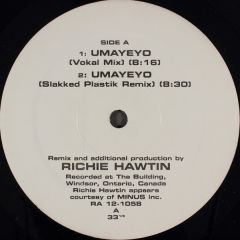 SIDE A
1: UMAYEYO
(Vokal Mix) (8:16)
2: UMAYEYO
(Slakked Plastik Remix) (8:30)
Remix and additional production by
RICHIE HAWTIN
Recorded at The Building,
Windsor, Ontario, Canada
Richie Hawtin appears
courtesy of MINUS inc.
RA 12-1058
A
33⅓